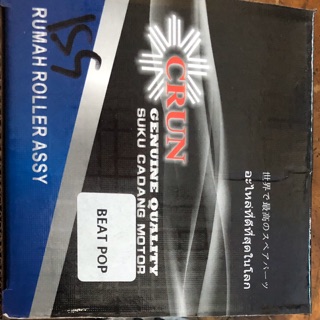 CRUN
GENUINE QUALITY
SUKU CADANG MOTOR
世界で最高のスペアパーツ
อะไหล่ที่ดีที่สุดในโลก
BEAT POP
RUMAH ROLLER ASSY